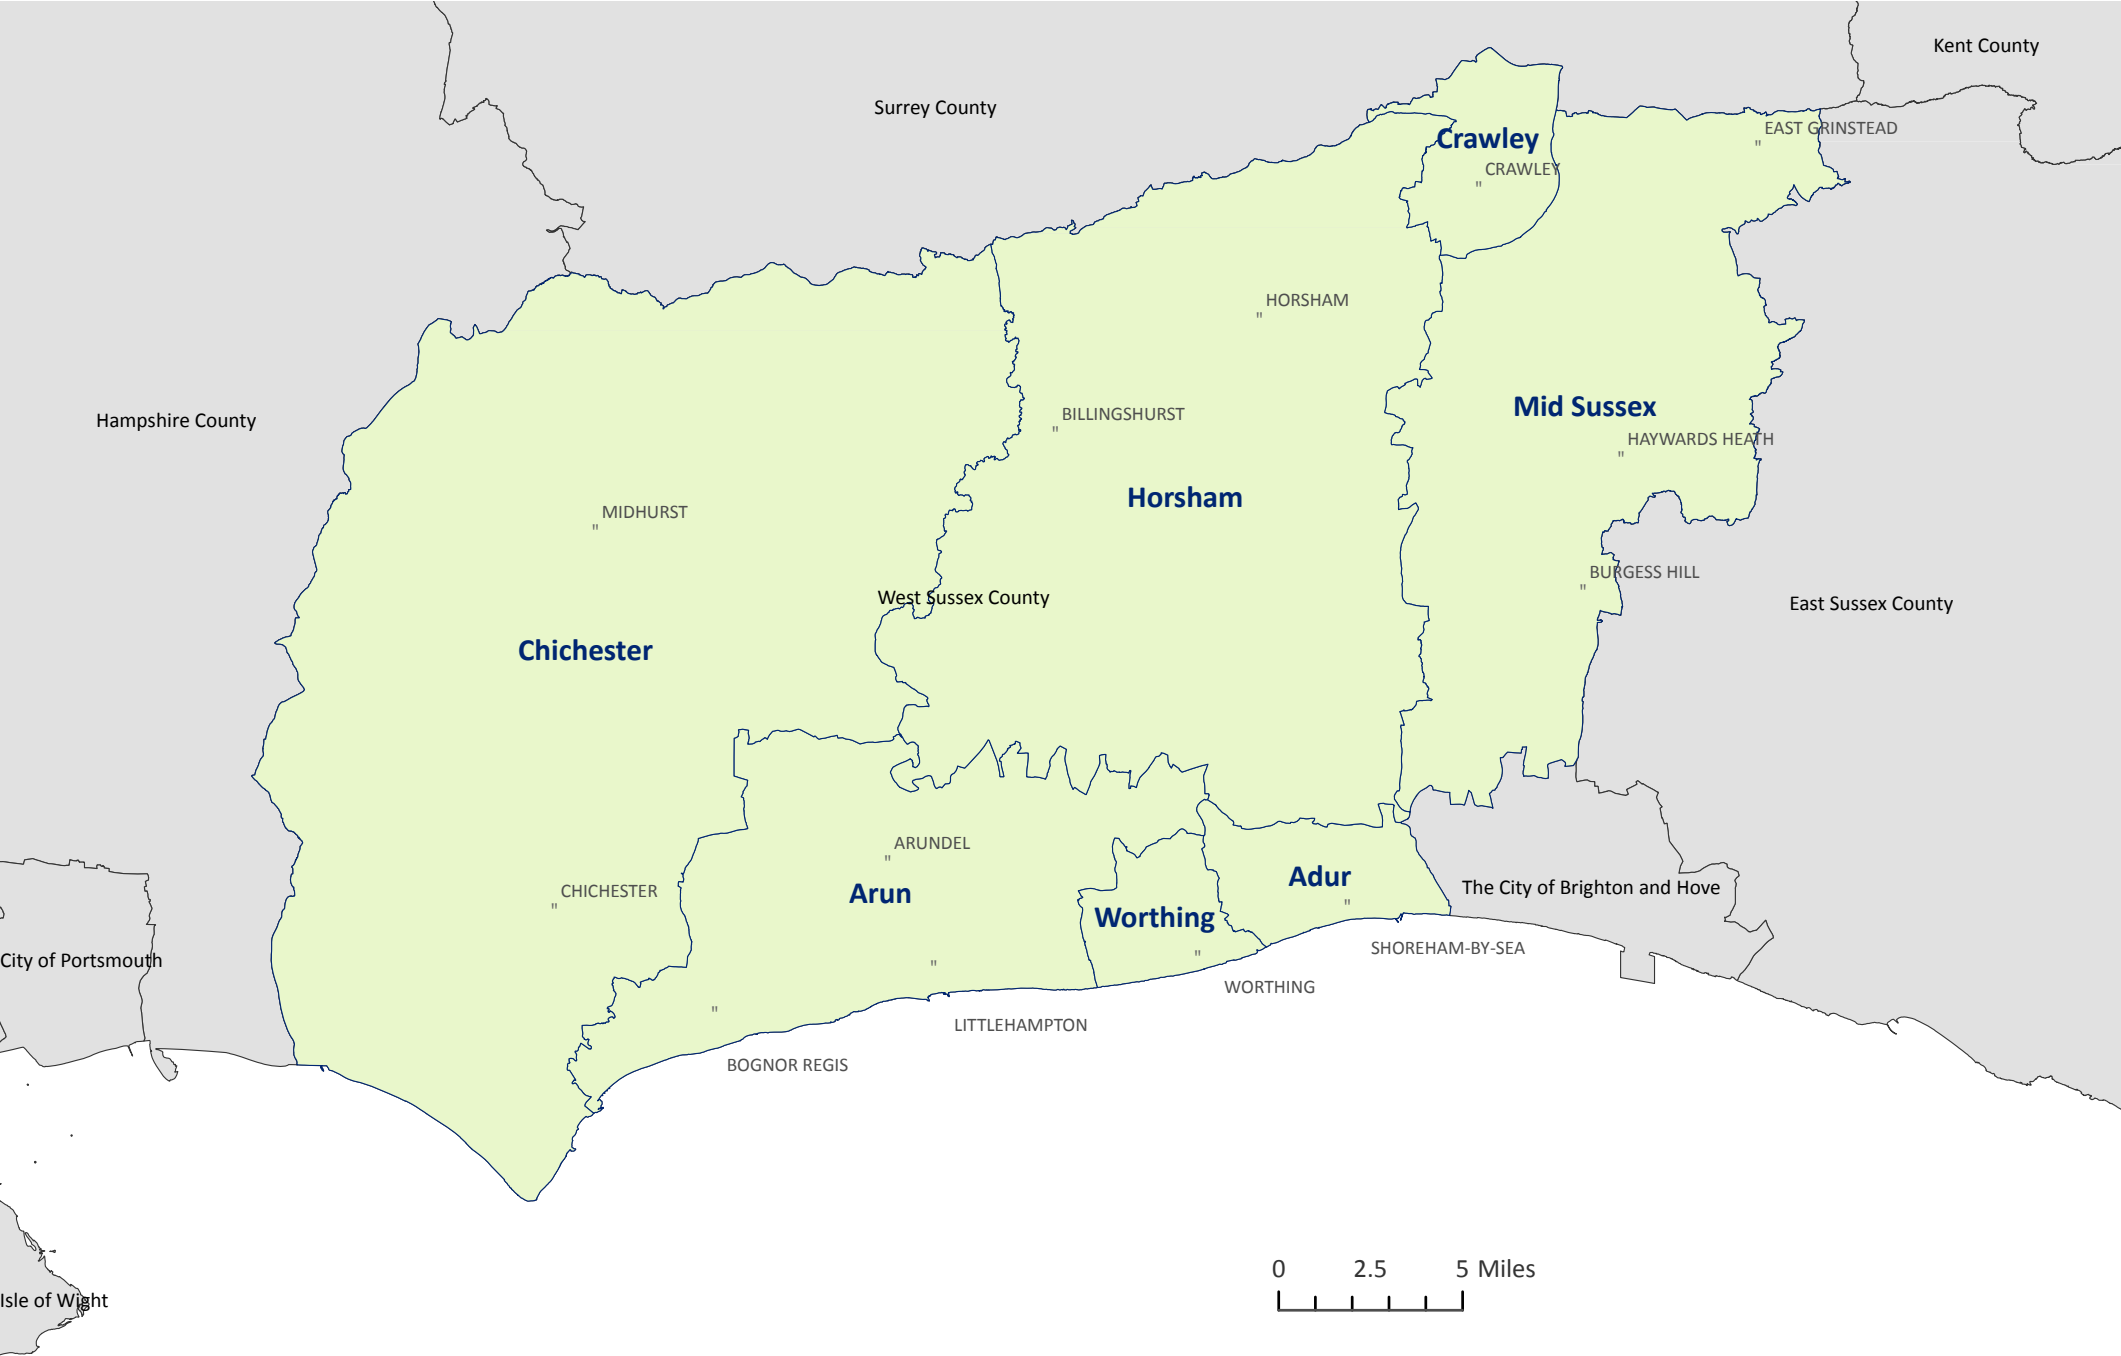 Kent County
Surrey County
EAST GRINSTEAD
Crawley
CRAWLEY
HORSHAM
Mid Sussex
BILLINGSHURST
Hampshire County
HAYWARDS HEATH
Horsham
MIDHURST
BURGESS HILL
West Sussex County
East Sussex County
Chichester
ARUNDEL
Adur
CHICHESTER
Arun
The City of Brighton and Hove
Worthing
SHOREHAM-BY-SEA
City of Portsmouth
WORTHING
LITTLEHAMPTON
BOGNOR REGIS
0 2.5 5 Miles
Isle of Wight